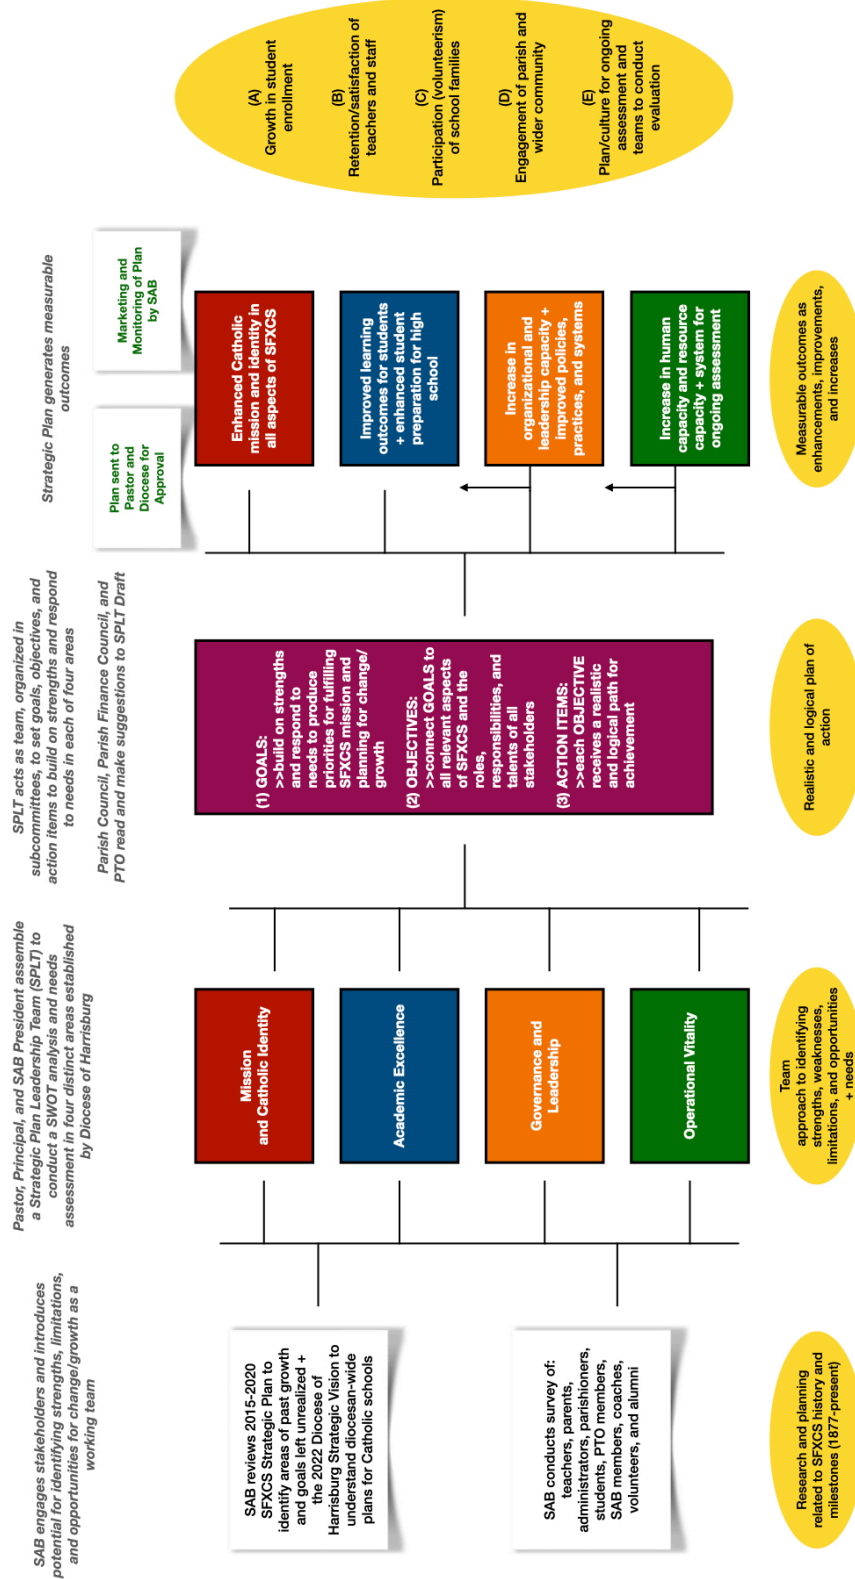 SAB engages stakeholders and introduces
potential for identifying strengths, limitations,
and opportunities for change/growth as a
working team
Pastor, Principal, and SAB President assemble
a Strategic Plan Leadership Team (SPLT) to
conduct a SWOT analysis and needs
assessment in four distinct areas established
by Diocese of Harrisburg
SPLT acts as team, organized in
subcommittees, to set goals, objectives, and
action items to build on strengths and respond
to needs in each of four areas
Parish Council, Parish Finance Council, and
PTO read and make suggestions to SPLT Draft
Strategic Plan generates measurable
outcomes
Plan sent to
Pastor and
Diocese for
Approval
Marketing and
Monitoring of Plan
by SAB
SAB reviews 2015-2020
SFXCS Strategic Plan to
identify areas of past growth
and goals left unrealized +
the 2022 Diocese of
Harrisburg Strategic Vision to
understand diocesan-wide
plans for Catholic schools
SAB conducts survey of:
teachers, parents,
administrators, parishioners,
students, PTO members,
SAB members, coaches,
volunteers, and alumni
Mission
and Catholic Identity
Academic Excellence
Governance and
Leadership
Operational Vitality
(1) GOALS:
>>build on strengths
and respond to
needs to produce
priorities for fulfilling
SFXCS mission and
planning for change/
growth
(2) OBJECTIVES:
>>connect GOALS to
all relevant aspects
of SFXCS and the
roles,
responsibilities, and
talents of all
stakeholders
(3) ACTION ITEMS:
>>each OBJECTIVE
receives a realistic
and logical path for
achievement
Enhanced Catholic
mission and identity in
all aspects of SFXCS
Improved learning
outcomes for students
+ enhanced student
preparation for high
school
Increase in
organizational and
leadership capacity +
improved policies,
practices, and systems
Increase in human
capacity and resource
capacity + system for
ongoing assessment
(A)
Growth in student
enrollment
(B)
Retention/satisfaction of
teachers and staff
(C)
Participation (volunteerism)
of school families
(D)
Engagement of parish and
wider community
(E)
Plan/culture for ongoing
assessment and
teams to conduct
evaluation
Research and planning
related to SFXCS history and
milestones (1877-present)
Team
approach to identifying
strengths, weaknesses,
limitations, and opportunities
+ needs
Realistic and logical plan of
action
Measurable outcomes as
enhancements, improvements,
and increases